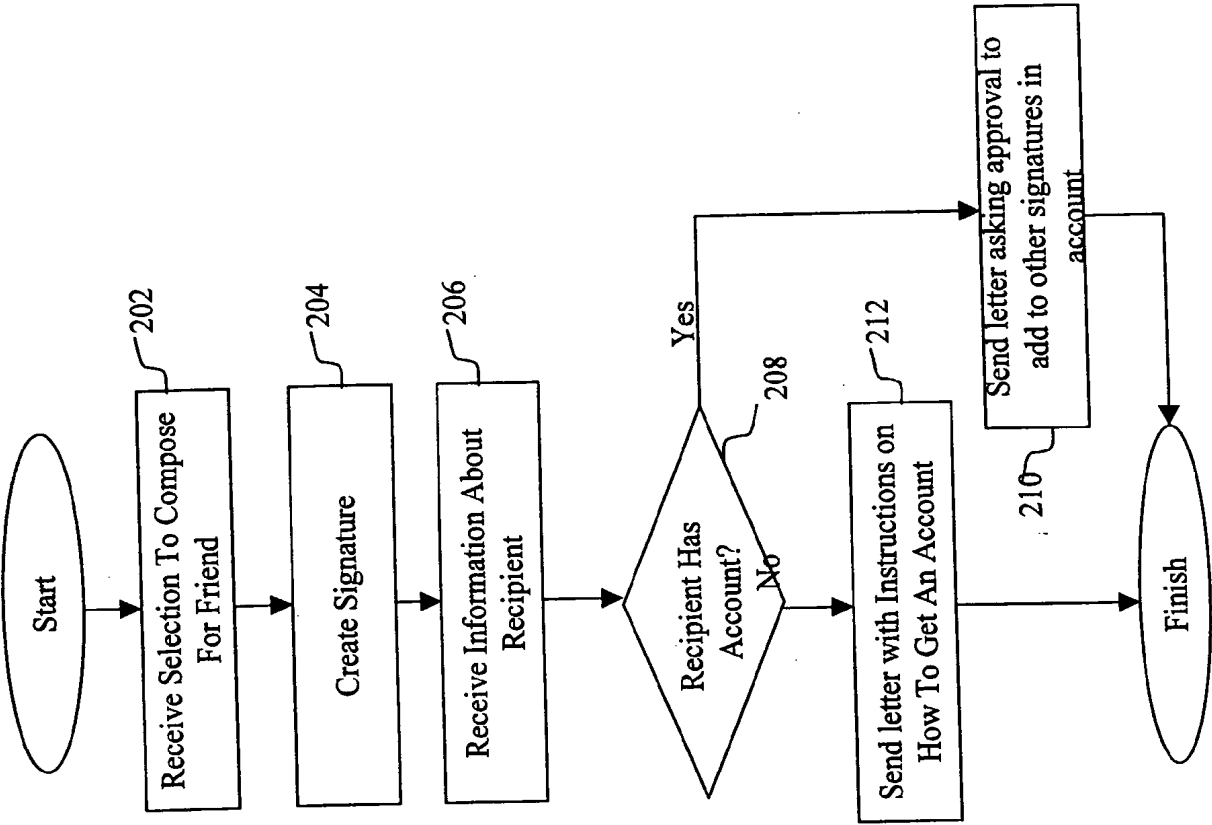 Start
Receive Selection To Compose
For Friend
202
Create Signature
204
Receive Information About
Recipient
206
Recipient Has
Account?
208
Yes
No
Send letter with Instructions on
How To Get An Account
212
Send letter asking approval to
add to other signatures in
account
210
Finish